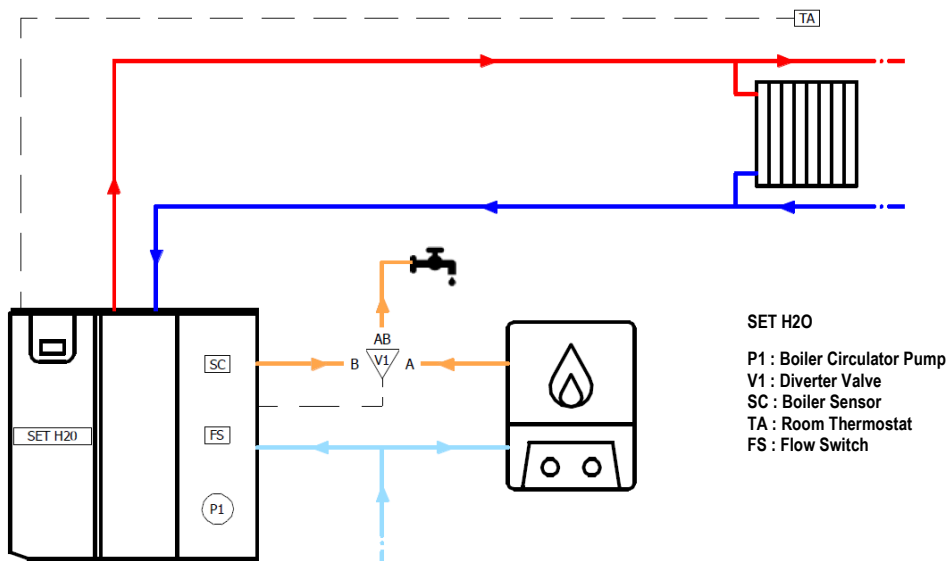 TA
AB
SC
B
V1
A
SET H20
FS
P1
SET H2O
P1 : Boiler Circulator Pump
V1 : Diverter Valve
SC : Boiler Sensor
TA : Room Thermostat
FS : Flow Switch